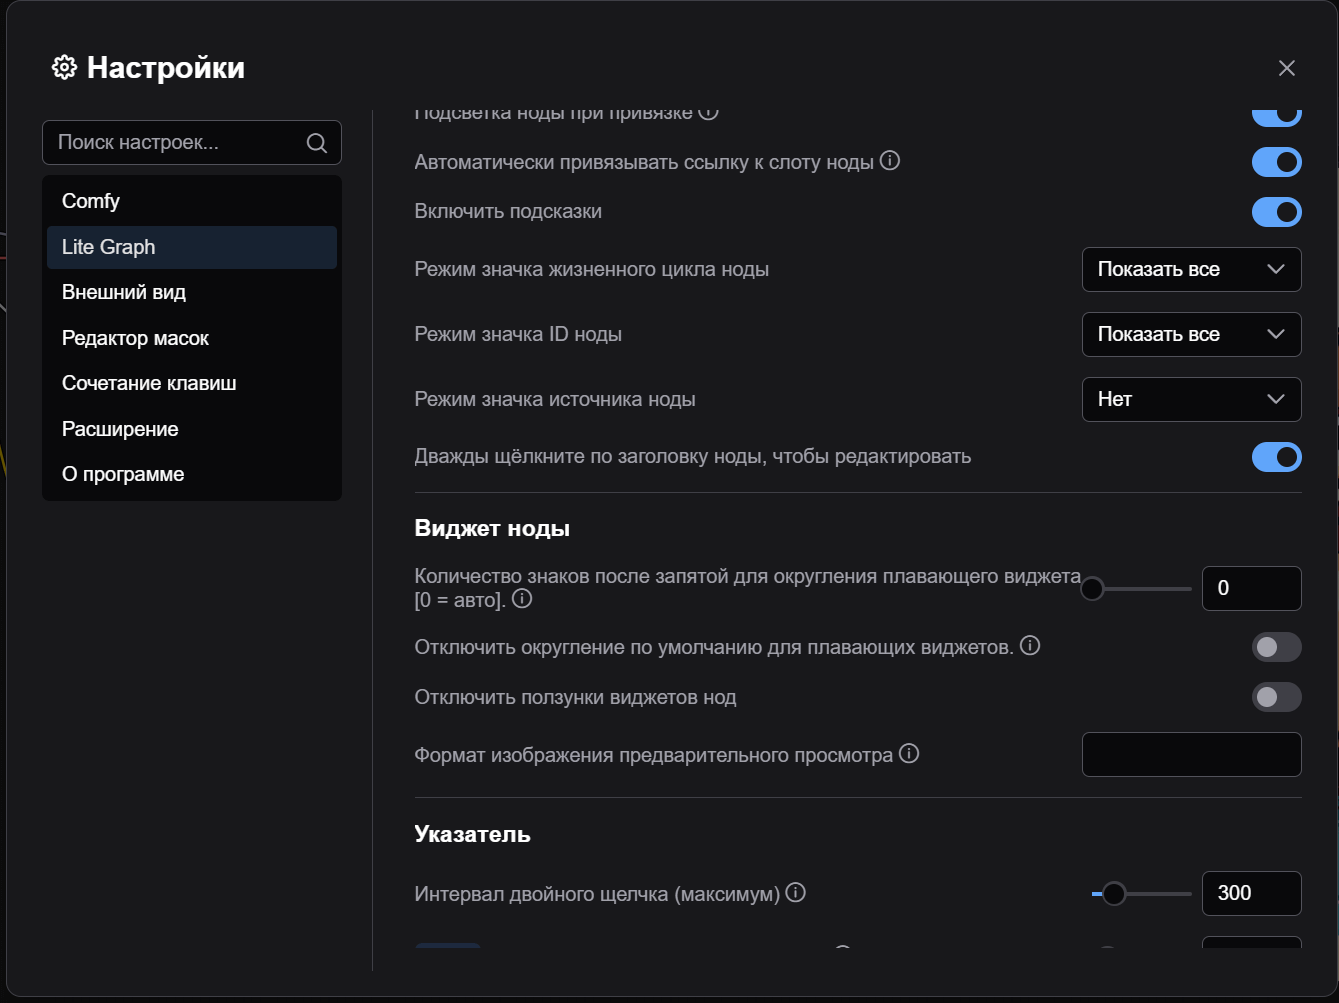 Настройки
Поиск настроек...
Comfy
Lite Graph
Внешний вид
Редактор масок
Сочетание клавиш
Расширение
О программе
Подсветка ноды при привязке
Автоматически привязывать ссылку к слоту ноды
Включить подсказки
Режим значка жизненного цикла ноды
Показать все
Режим значка ID ноды
Показать все
Режим значка источника ноды
Нет
Дважды щёлкните по заголовку ноды, чтобы редактировать
Виджет ноды
Количество знаков после запятой для округления плавающего виджета
[0 = авто].
0
Отключить округление по умолчанию для плавающих виджетов.
Отключить ползунки виджетов нод
Формат изображения предварительного просмотра
Указатель
Интервал двойного щелчка (максимум)
300